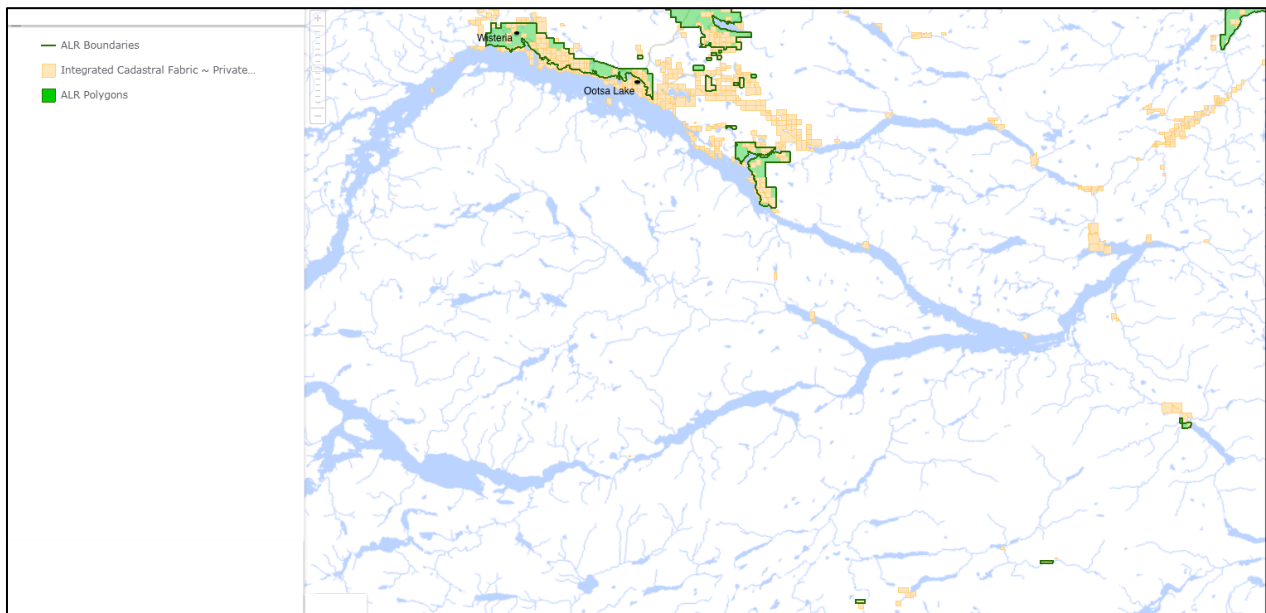 ALR Boundaries
Integrated Cadastral Fabric ~ Private...
ALR Polygons
Wisteria
Ootsa Lake